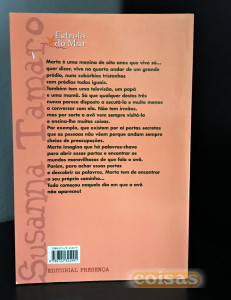 Susanna Tamaro
Estrela
do Mar
Marta é uma menina de oito anos que vive só...
quer dizer, vive no quarto andar de um grande
prédio, nuns subúrbios tristonhos
com prédios todos iguais.
Também tem uma televisão, um papá
e uma mamã. Só que qualquer destes três
nunca parece disposto a escutá-la e muito menos
a conversar com ela. Não tem irmãos,
mas por sorte a avó vem sempre visitá-la
e ensina-lhe muitas coisas.
Por exemplo, que existem por aí portas secretas
que as pessoas não vêem porque andam sempre
cheias de preocupações.
Marta imagina que há palavras-chave
para abrir essas portas e encontrar os
mundos maravilhosos de que fala a avó.
Porém, para achar essas portas
e descobrir as palavras, Marta tem de encontrar
o seu próprio caminho...
Tudo começou naquele dia em que a avó
não apareceu!
EDITORIAL PRESENÇA
coisas